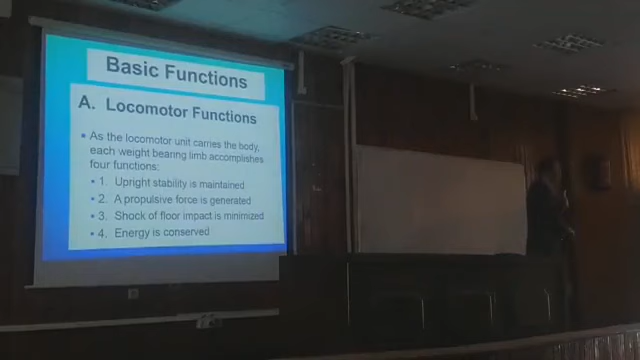 Basic Functions
A. Locomotor Functions
• As the locomotor unit carries the body,
each weight bearing limb accomplishes
four functions:
• 1. Upright stability is maintained
• 2. A propulsive force is generated
• 3. Shock of floor impact is minimized
• 4. Energy is conserved